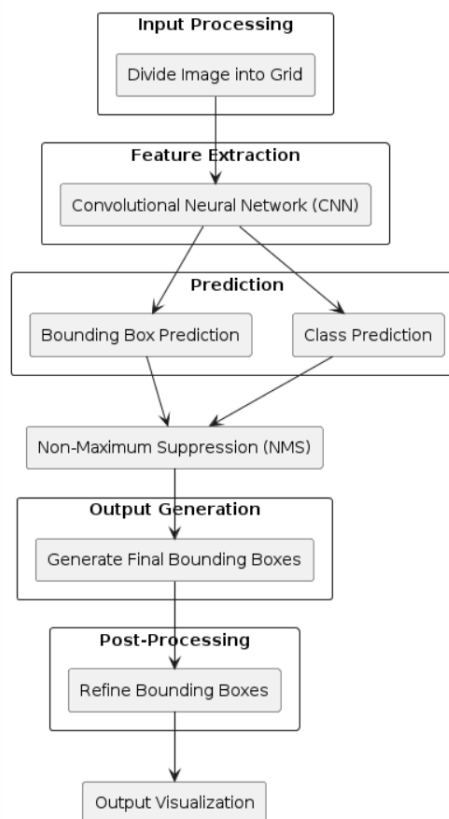 Input Processing
Divide Image into Grid
Feature Extraction
Convolutional Neural Network (CNN)
Prediction
Bounding Box Prediction
Class Prediction
Non-Maximum Suppression (NMS)
Output Generation
Generate Final Bounding Boxes
Post-Processing
Refine Bounding Boxes
Output Visualization